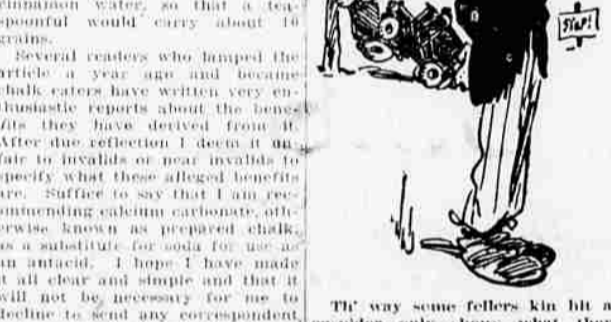 cinnamon water, so that a tea-
spoonful would carry about 10
grains.
Several readers who lamped the
article a year ago and became
chalk eaters have written very en-
thusiastic reports about the bene-
fits they have derived from it.
After due reflection I deem it un-
fair to invalids or near invalids to
specify what these alleged benefits
are. Suffice to say that I am rec-
ommending calcium carbonate, oth-
erwise known as prepared chalk,
as a substitute for soda for use as
an antacid. I hope I have made
it all clear and simple and that it
will not be necessary for me to
decline to send any correspondent
STOP!
Th' way some fellers kin hit a
only what